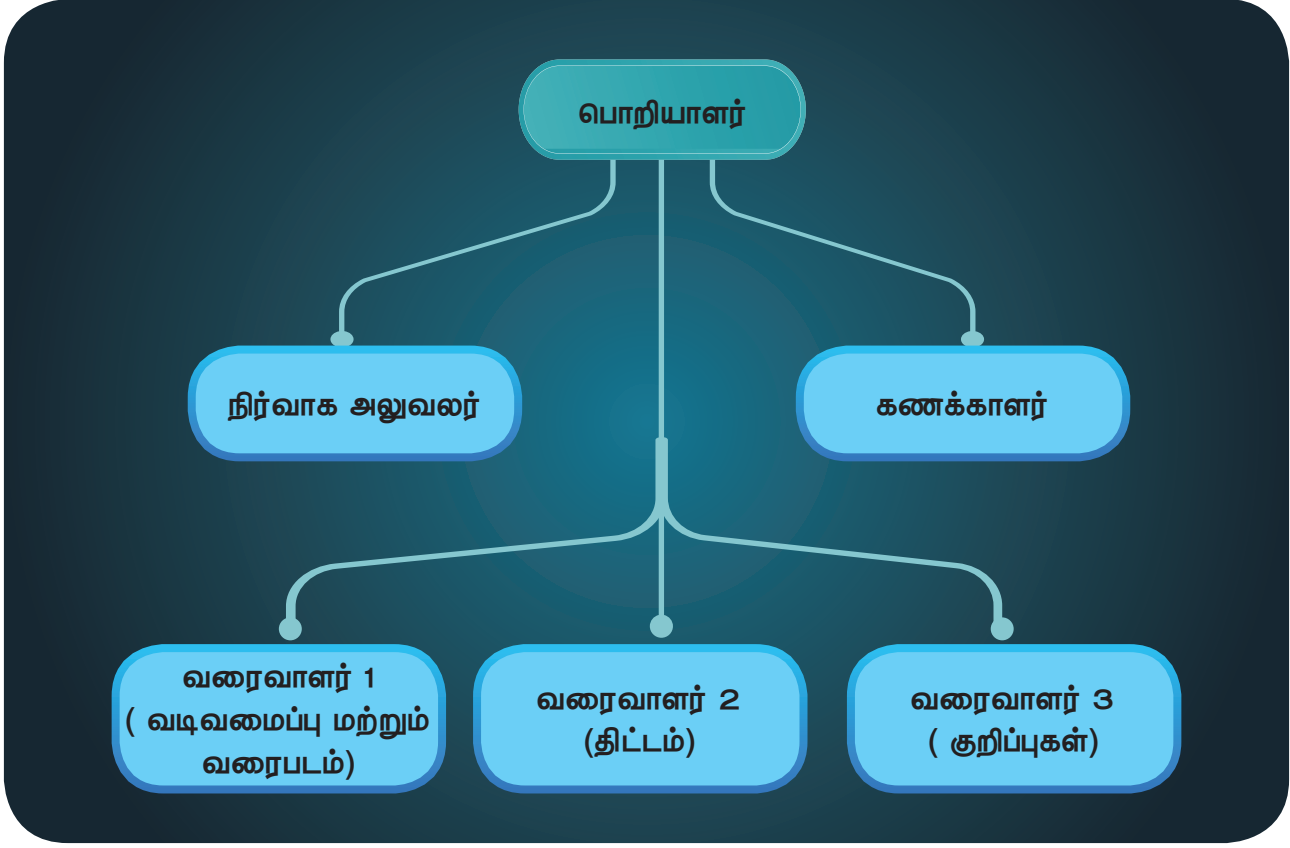 பொறியாளர்
நிர்வாக அலுவலர்
கணக்காளர்
வரைவாளர் 1
( வடிவமைப்பு மற்றும்
வரைபடம்)
வரைவாளர் 2
(திட்டம்)
வரைவாளர் 3
( குறிப்புகள்)